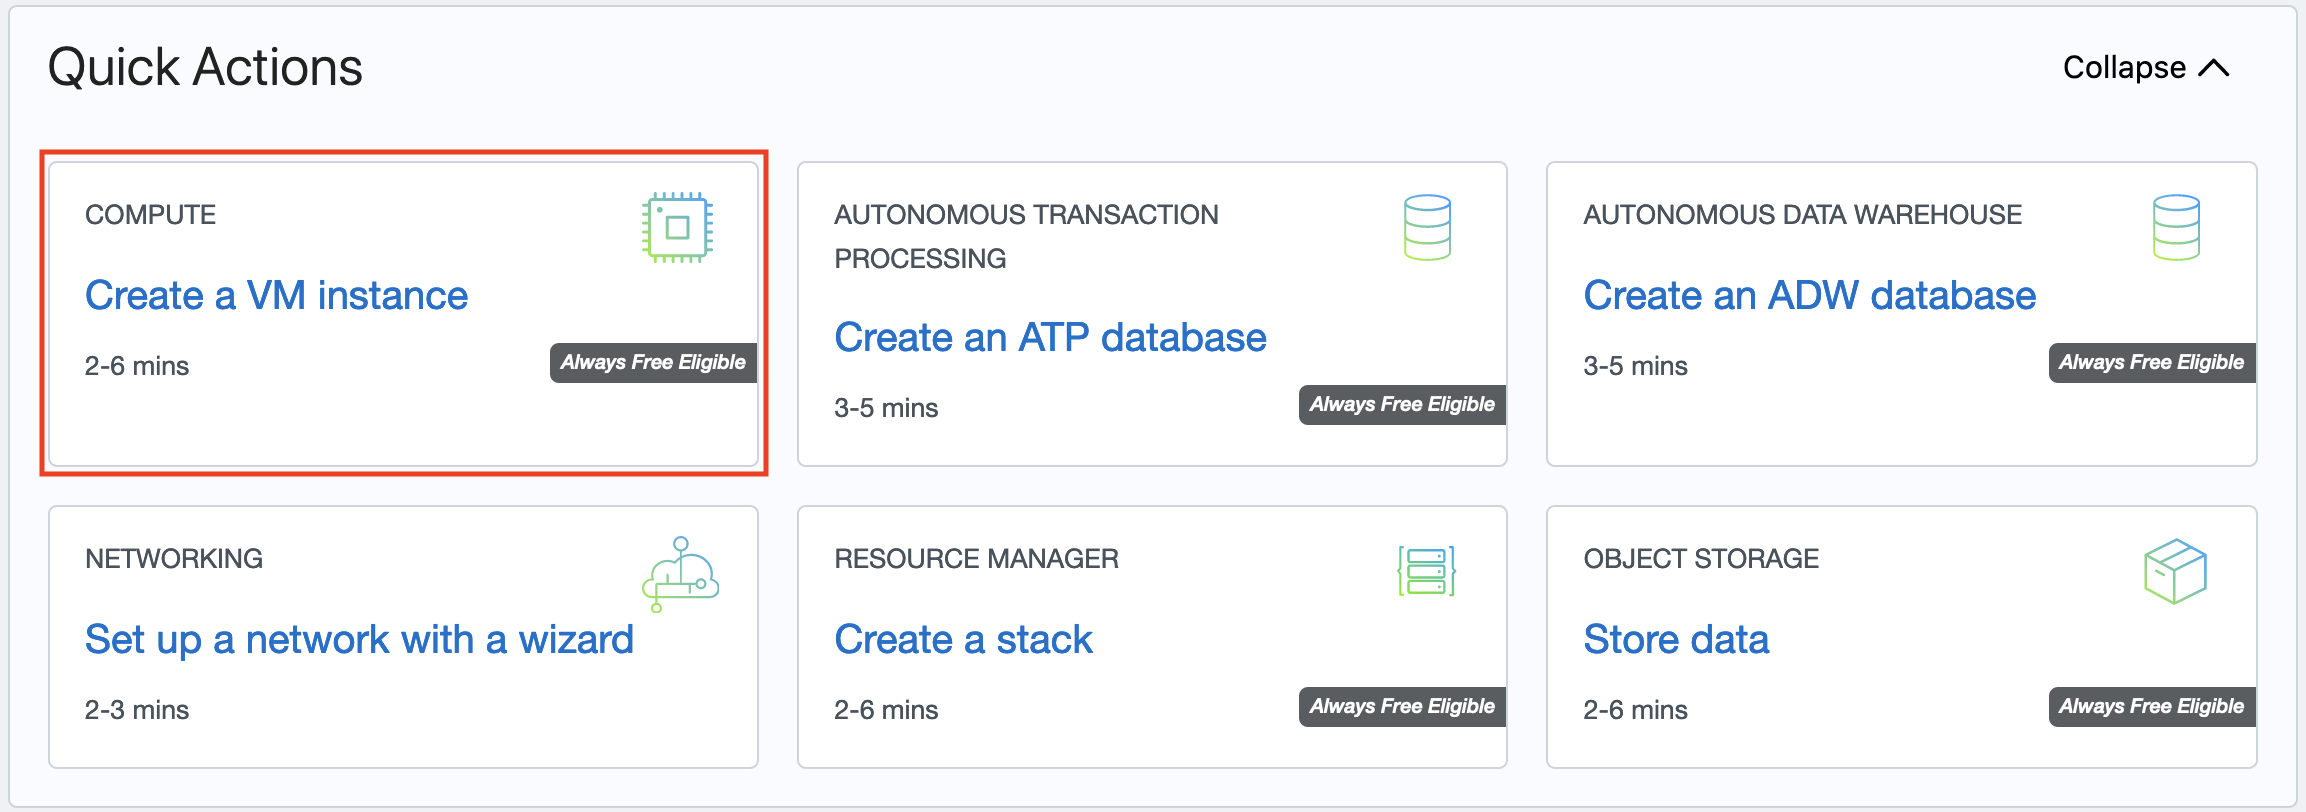 Quick Actions
Collapse
COMPUTE
Create a VM instance
2-6 mins
Always Free Eligible
AUTONOMOUS TRANSACTION
PROCESSING
Create an ATP database
3-5 mins
Always Free Eligible
AUTONOMOUS DATA WAREHOUSE
Create an ADW database
3-5 mins
Always Free Eligible
NETWORKING
Set up a network with a wizard
2-3 mins
RESOURCE MANAGER
Create a stack
2-6 mins
Always Free Eligible
OBJECT STORAGE
Store data
2-6 mins
Always Free Eligible